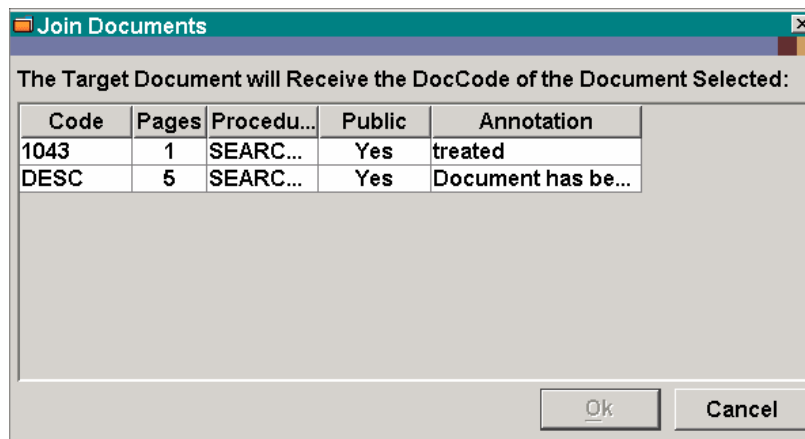 Join Documents
The Target Document will Receive the DocCode of the Document Selected:
Code Pages Procedu... Public Annotation
1043 1 SEARC... Yes treated
DESC 5 SEARC... Yes Document has be...
Ok Cancel